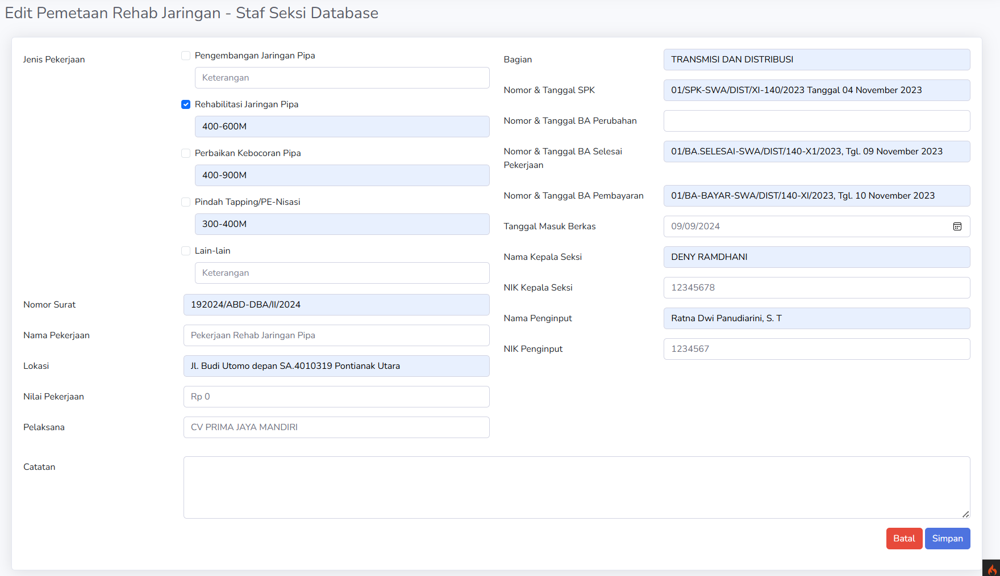 Edit Pemetaan Rehab Jaringan - Staf Seksi Database
Jenis Pekerjaan
Pengembangan Jaringan Pipa
Keterangan
Rehabilitasi Jaringan Pipa
400-600M
Perbaikan Kebocoran Pipa
400-900M
Pindah Tapping/PE-Nisasi
300-400M
Lain-lain
Keterangan
Nomor Surat
192024/ABD-DBA/II/2024
Nama Pekerjaan
Pekerjaan Rehab Jaringan Pipa
Lokasi
Jl. Budi Utomo depan SA.4010319 Pontianak Utara
Nilai Pekerjaan
Rp 0
Pelaksana
CV PRIMA JAYA MANDIRI
Bagian
TRANSMISI DAN DISTRIBUSI
Nomor & Tanggal SPK
01/SPK-SWA/DIST/XI-140/2023 Tanggal 04 November 2023
Nomor & Tanggal BA Perubahan
Nomor & Tanggal BA Selesai
Pekerjaan
01/BA.SELESAI-SWA/DIST/140-X1/2023, Tgl. 09 November 2023
Nomor & Tanggal BA Pembayaran
01/BA-BAYAR-SWA/DIST/140-XI/2023, Tgl. 10 November 2023
Tanggal Masuk Berkas
09/09/2024
Nama Kepala Seksi
DENY RAMDHANI
NIK Kepala Seksi
12345678
Nama Penginput
Ratna Dwi Panudiarini, S. T
NIK Penginput
1234567
Catatan
Batal
Simpan